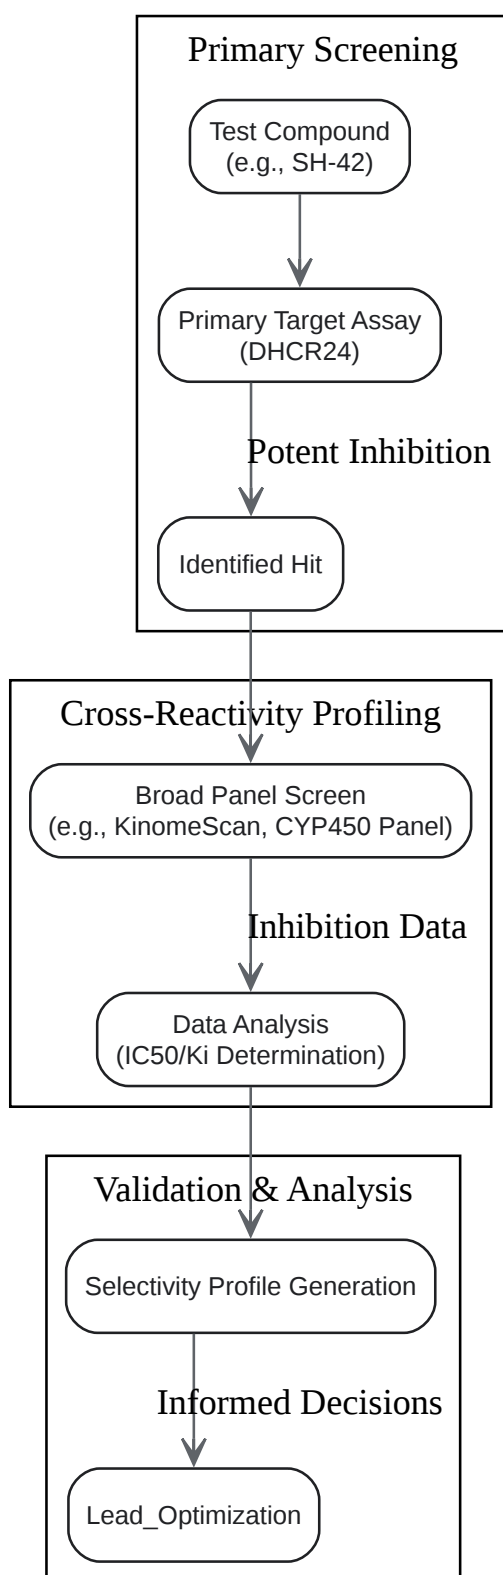 Primary Screening
Test Compound
(e.g., SH-42)
Primary Target Assay
(DHCR24)
Potent Inhibition
Identified Hit
Cross-Reactivity Profiling
Broad Panel Screen
(e.g., KinomeScan, CYP450 Panel)
Inhibition Data
Data Analysis
(IC50/Ki Determination)
Validation & Analysis
Selectivity Profile Generation
Informed Decisions
Lead_Optimization